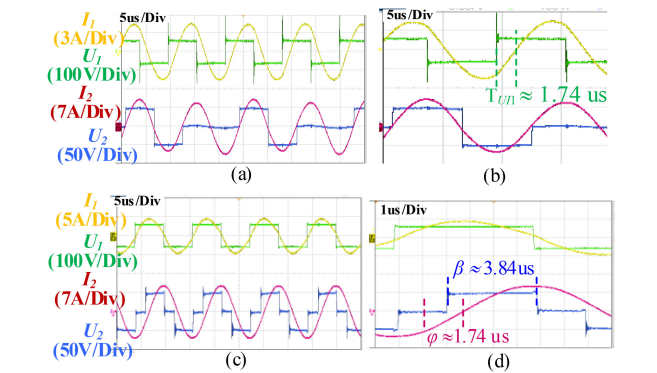 5us/Div
I1
(3A/Div)
U1
(100V/Div)
I2
(7A/Div)
U2
(50V/Div)
(a)
5us/Div
TUI1 ≈ 1.74 us
(b)
5us/Div
I1
(5A/Div)
U1
(100V/Div)
I2
(7A/Div)
U2
(50V/Div)
(c)
1us/Div
β ≈ 3.84us
φ ≈1.74 us
(d)